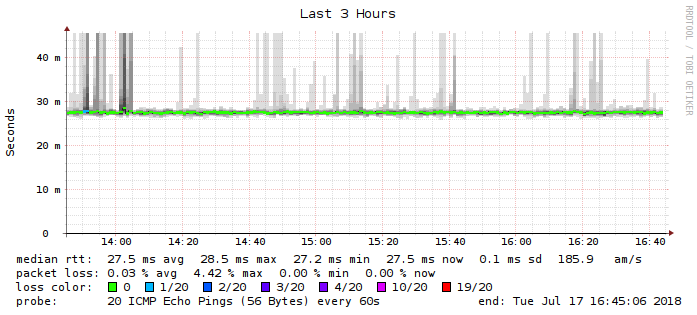 Last 3 Hours
RRDTOOL / TOBI OETIKER
Seconds
40 m
30 m
20 m
10 m
0
14:00 14:20 14:40 15:00 15:20 15:40 16:00 16:20 16:40
median rtt: 27.5 ms avg 28.5 ms max 27.2 ms min 27.5 ms now 0.1 ms sd 185.9 am/s
packet loss: 0.03 % avg 4.42 % max 0.00 % min 0.00 % now
loss color: 0 1/20 2/20 3/20 4/20 10/20 19/20
probe: 20 ICMP Echo Pings (56 Bytes) every 60s end: Tue Jul 17 16:45:06 2018